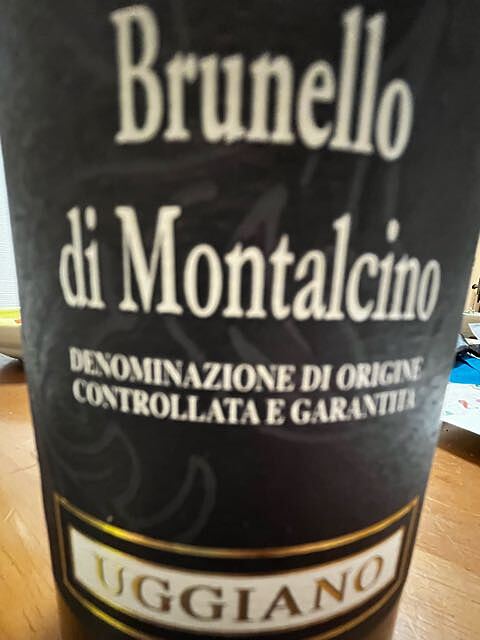 Brunello
di Montalcino
DENOMINAZIONE DI ORIGINE
CONTROLLATA E GARANTITA
UGGIANO